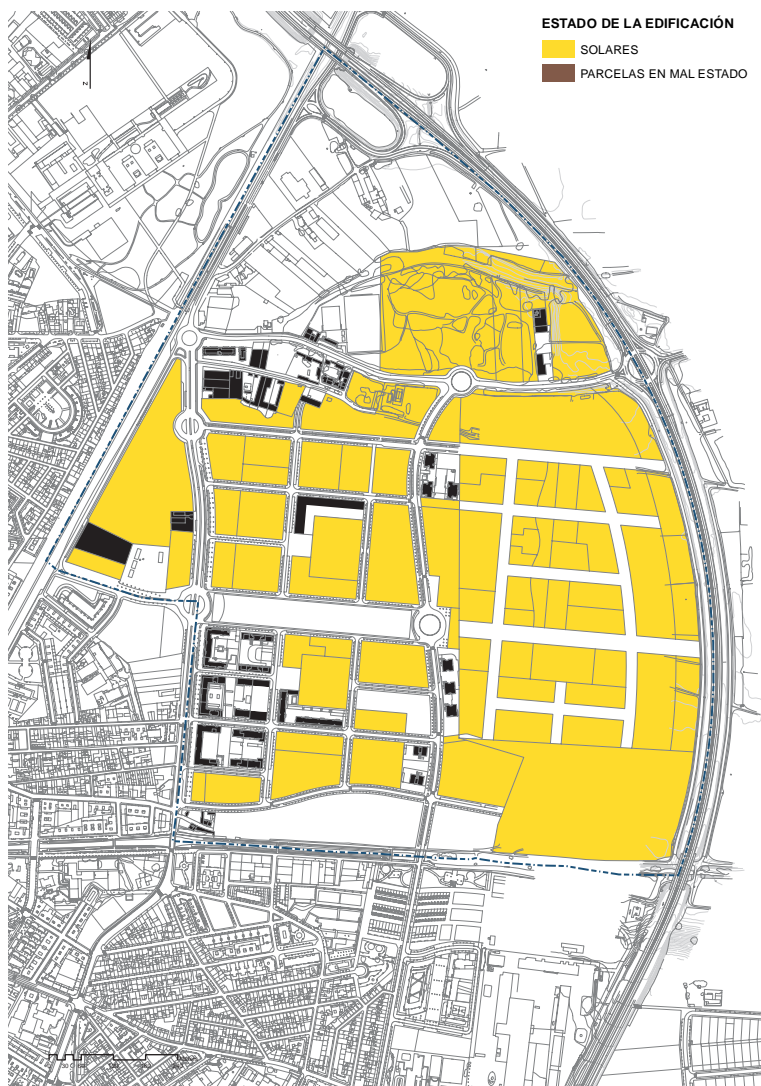 ESTADO DE LA EDIFICACIÓN
SOLARES
PARCELAS EN MAL ESTADO
N